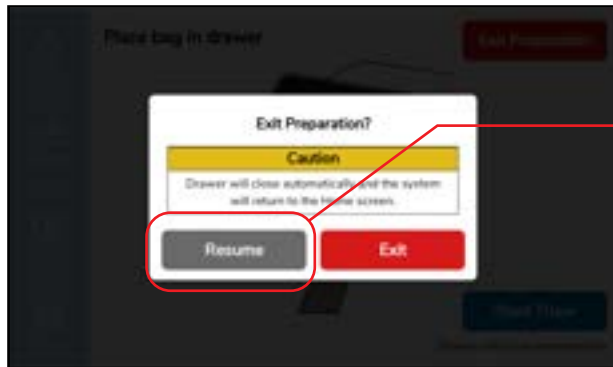 Place bag in drawer
Exit Preparation
Exit Preparation?
Caution
Drawer will close automatically and the system
will return to the Home screen.
Resume
Exit